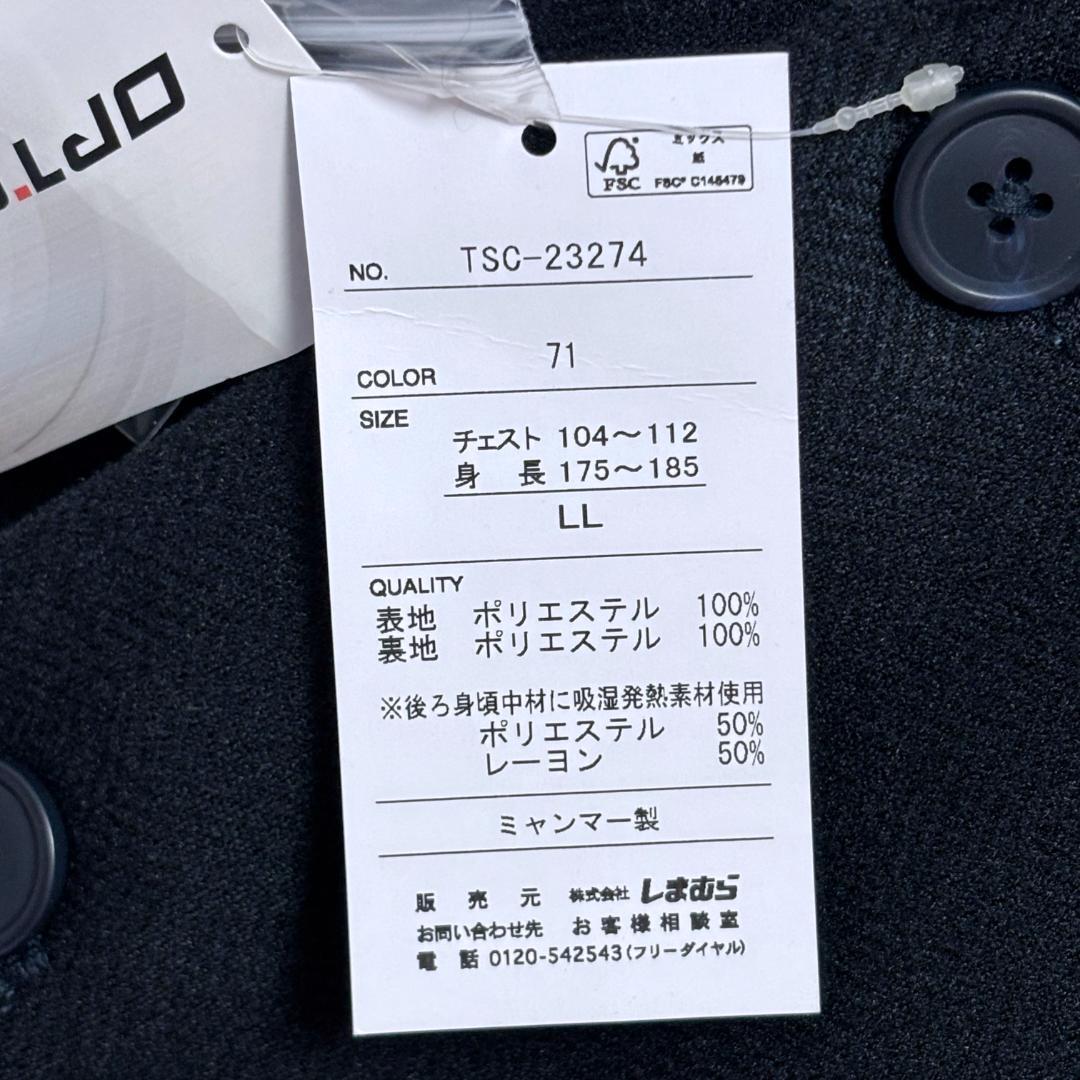 ミックス
紙
FSC FSC® C145479
NO. TSC-23274
COLOR 71
SIZE
チェスト 104～112
身 長 175～185
LL
QUALITY
表地 ポリエステル 100%
裏地 ポリエステル 100%
※後ろ身頃中材に吸湿発熱素材使用
ポリエステル 50%
レーヨン 50%
ミャンマー製
販 売 元 株式会社 しまむら
お問い合わせ先 お客様相談室
電 話 0120-542543(フリーダイヤル)